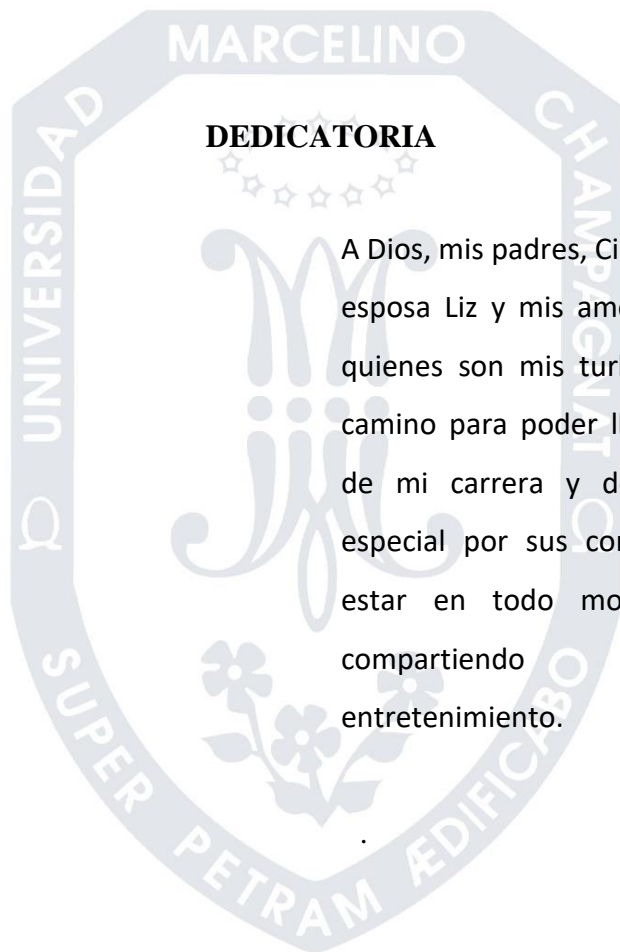 MARCELINO
UNIVERSIDAD
CHAMPAGNAT
DEDICATORIA
A Dios, mis padres,
esposa Liz y mis
quienes son mis
camino para poder
de mi carrera y
especial por sus
estar en todo
compartiendo
entretenimiento.
.
SUPER PETRAM ÆDIFICABO